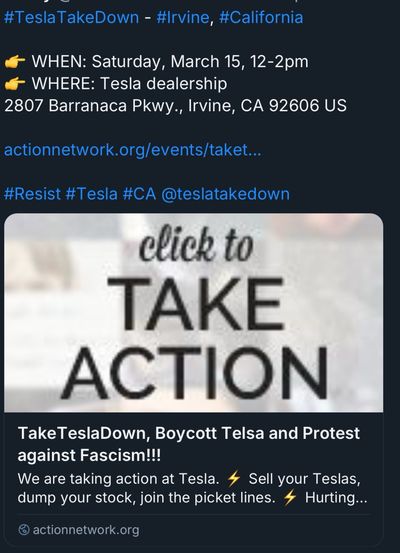 #TeslaTakeDown - #Irvine, #California
👉 WHEN: Saturday, March 15, 12-2pm
👉 WHERE: Tesla dealership
2807 Barranaca Pkwy., Irvine, CA 92606 US
actionnetwork.org/events/taket...
#Resist #Tesla #CA @teslatakedown
click to
TAKE
ACTION
TakeTeslaDown, Boycott Telsa and Protest
against Fascism!!!
We are taking action at Tesla. ⚡ Sell your Teslas,
dump your stock, join the picket lines. ⚡ Hurting...
actionnetwork.org